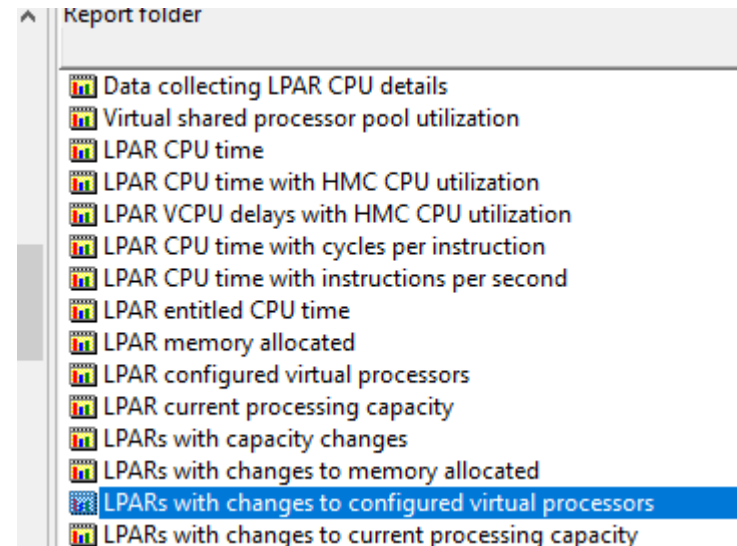 Report folder
Data collecting LPAR CPU details
Virtual shared processor pool utilization
LPAR CPU time
LPAR CPU time with HMC CPU utilization
LPAR VCPU delays with HMC CPU utilization
LPAR CPU time with cycles per instruction
LPAR CPU time with instructions per second
LPAR entitled CPU time
LPAR memory allocated
LPAR configured virtual processors
LPAR current processing capacity
LPARs with capacity changes
LPARs with changes to memory allocated
LPARs with changes to configured virtual processors
LPARs with changes to current processing capacity